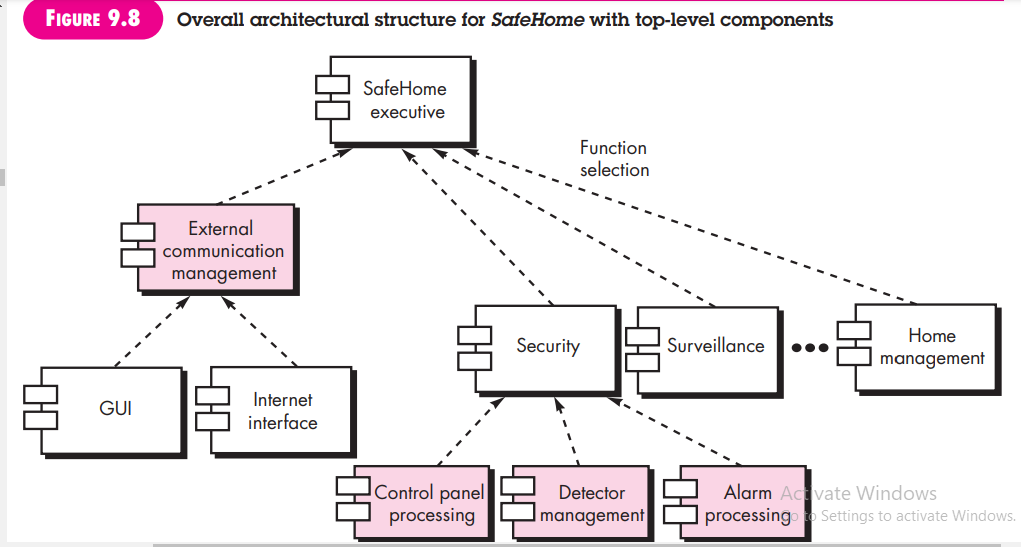 FIGURE 9.8
Overall architectural structure for SafeHome with top-level components
SafeHome
executive
Function
selection
External
communication
management
Security
Surveillance
Home
management
GUI
Internet
interface
Control panel
processing
Detector
management
Alarm
processing
Activate Windows
Go to Settings to activate Windows.